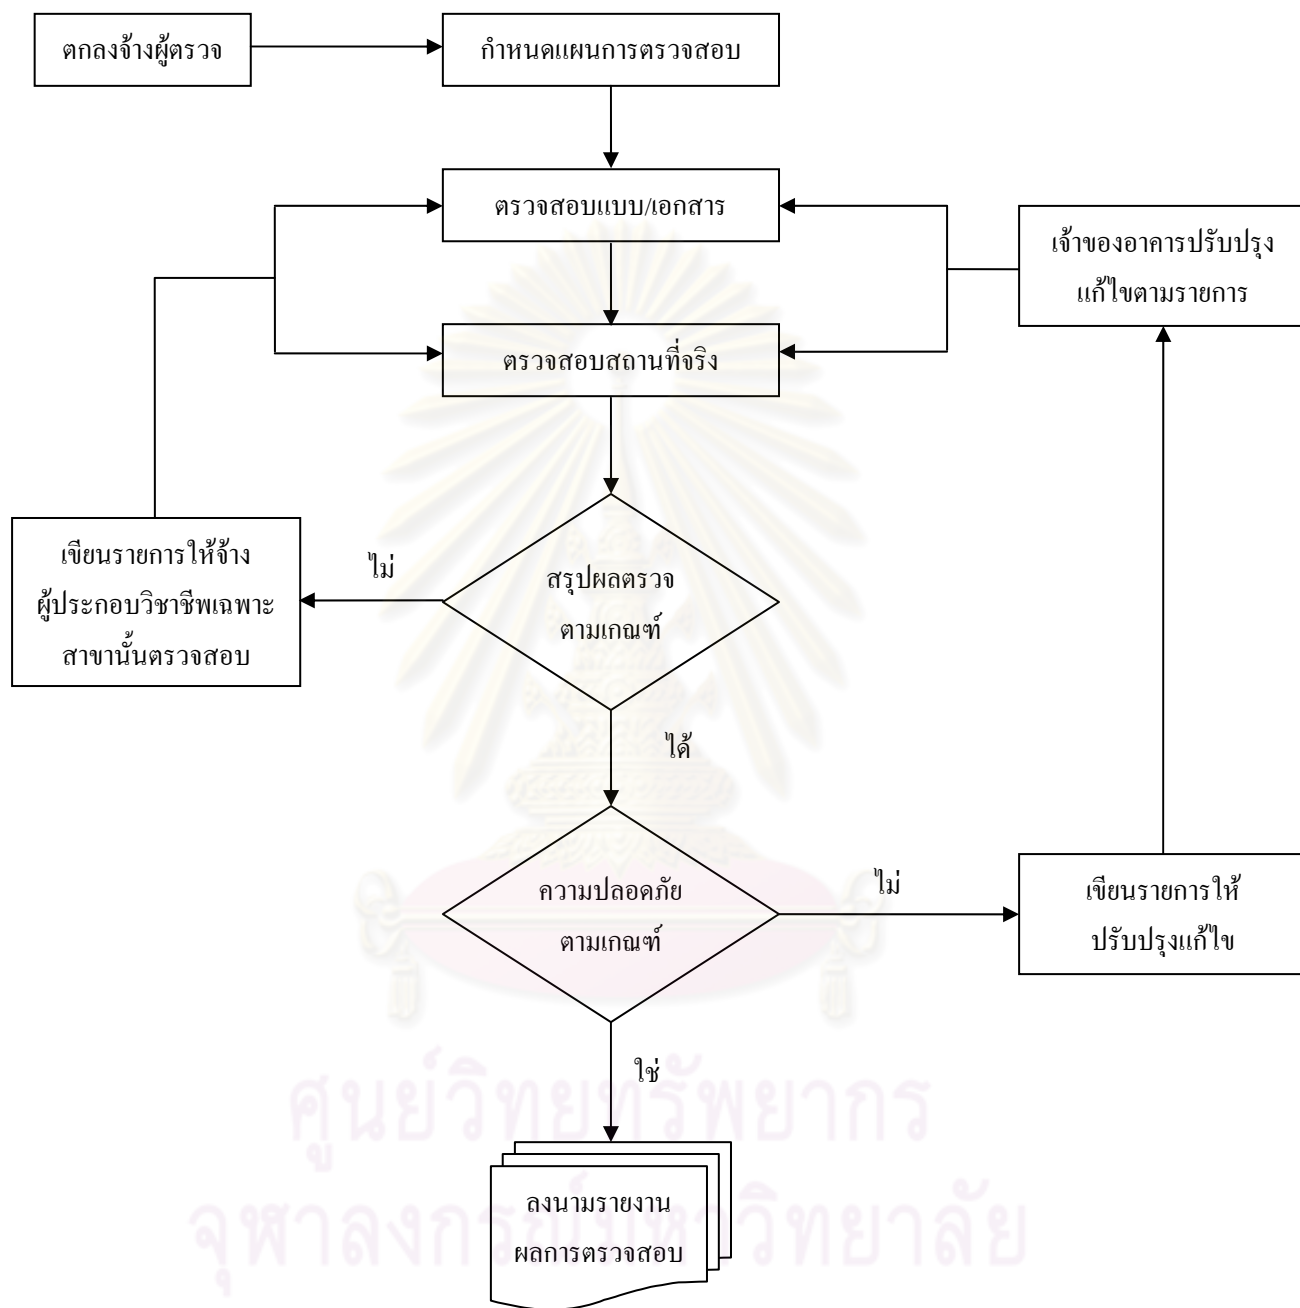 ตกลงจ้างผู้ตรวจ
กำหนดแผนการตรวจสอบ
ตรวจสอบแบบ/เอกสาร
เจ้าของอาคารปรับปรุง
แก้ไขตามรายการ
ตรวจสอบสถานที่จริง
เขียนรายการให้จ้าง
ผู้ประกอบวิชาชีพเฉพาะ
สาขานั้นตรวจสอบ
ไม่
สรุปผลตรวจ
ตามเกณฑ์
ได้
ความปลอดภัย
ตามเกณฑ์
ไม่
เขียนรายการให้
ปรับปรุงแก้ไข
ใช่
ศูนย์วิทยทรัพยากร
จุฬาลงกรณ์มหาวิทยาลัย
ลงนามรายงาน
ผลการตรวจสอบ